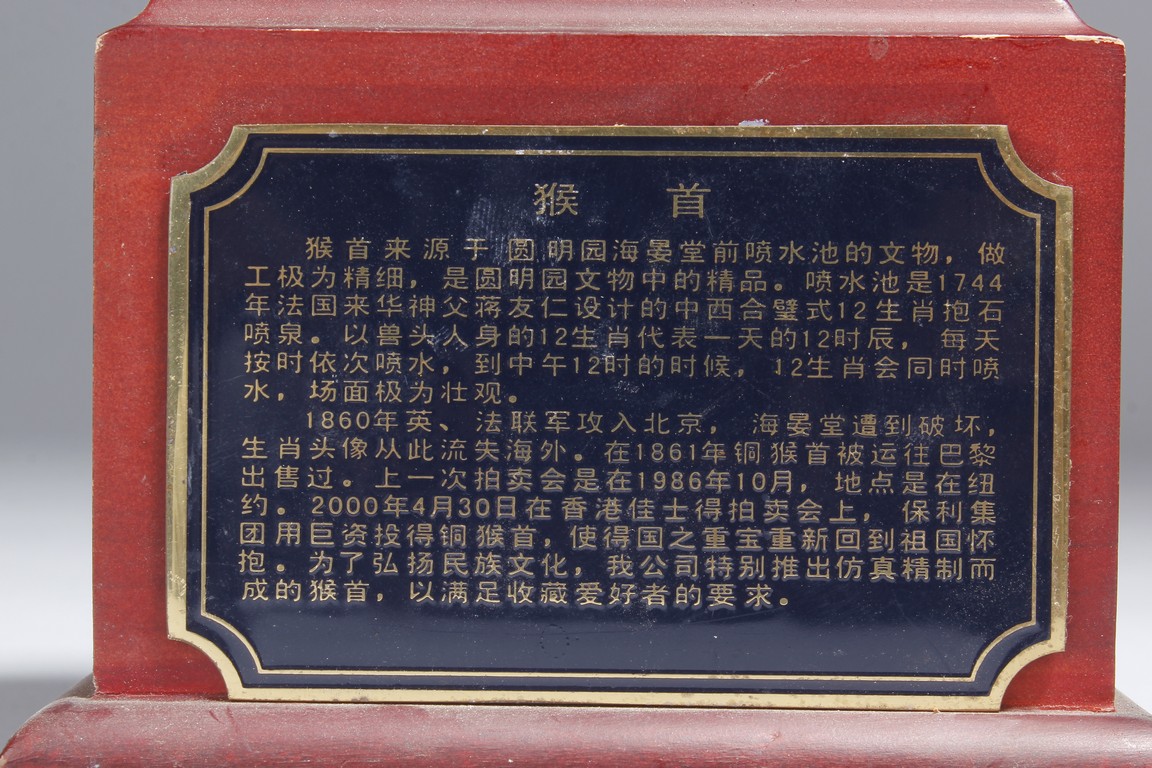 猴 首
猴首来源于圆明园海晏堂前喷水池的文物，做
工极为精细，是圆明园文物中的精品。喷水池是1744
年法国来华神父蒋友仁设计的中西合璧式12生肖抱石
喷泉。以兽头人身的12生肖代表一天的12时辰，每天
按时依次喷水，到中午12时的时候，12生肖会同时喷
水，场面极为壮观。
1860年英、法联军攻入北京，海晏堂遭到破坏，
生肖头像从此流失海外。在1861年铜猴首被运往巴黎
出售过。上一次拍卖会是在1986年10月，地点是在纽
约。2000年4月30日在香港佳士得拍卖会上，保利集
团用巨资投得铜猴首，使得国之重宝重新回到祖国怀
抱。为了弘扬民族文化，我公司特别推出仿真精制而
成的猴首，以满足收藏爱好者的要求。